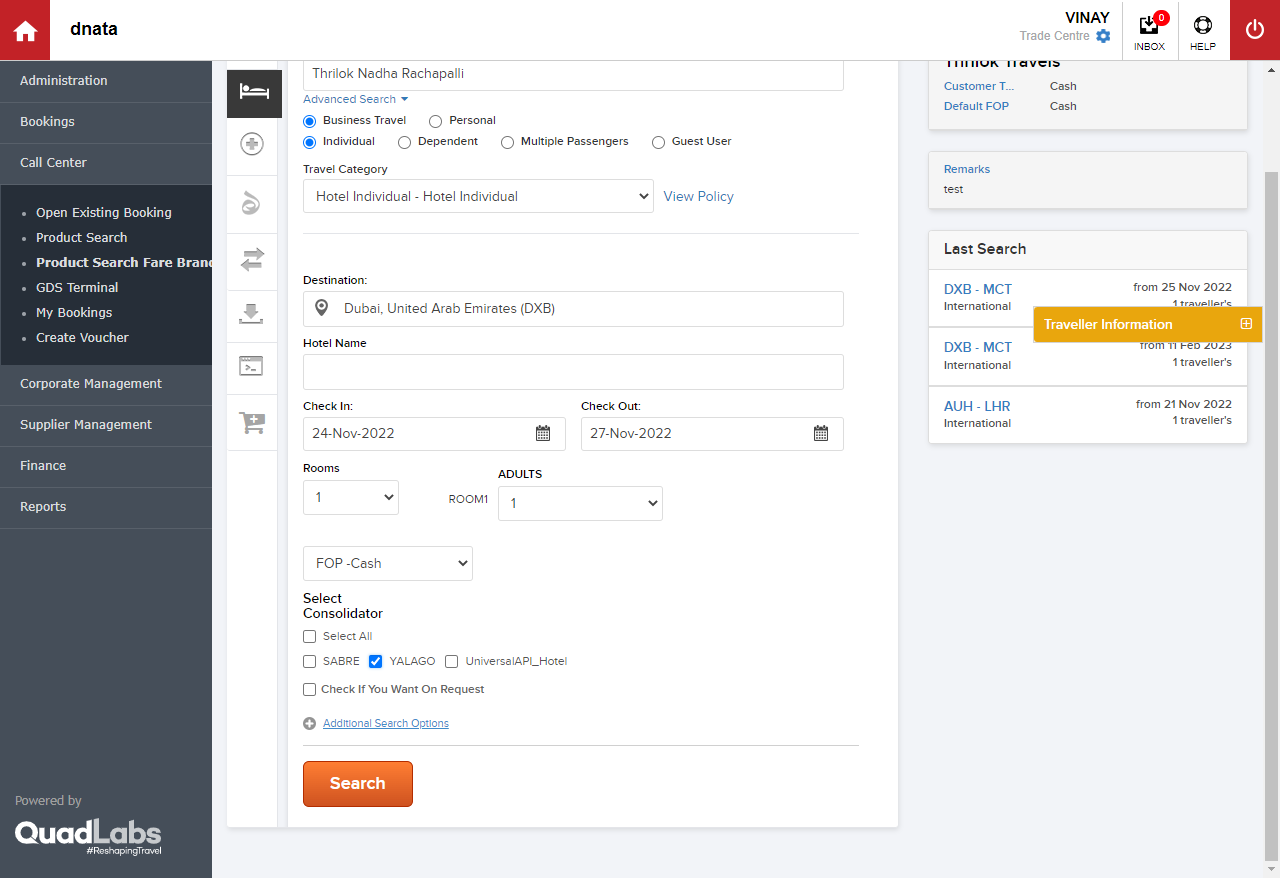 dnata
VINAY
Trade Centre
0
INBOX
HELP
Administration
Bookings
Call Center
Open Existing Booking
Product Search
Product Search Fare Brand
GDS Terminal
My Bookings
Create Voucher
Corporate Management
Supplier Management
Finance
Reports
Powered by
QuadLabs
#ReshapingTravel
Thrilok Nadha Rachapalli
Advanced Search
Business Travel Personal
Individual Dependent Multiple Passengers Guest User
Travel Category
Hotel Individual - Hotel Individual View Policy
Destination:
Dubai, United Arab Emirates (DXB)
Hotel Name
Check In: Check Out:
24-Nov-2022 27-Nov-2022
Rooms ADULTS
1 ROOM1 1
FOP -Cash
Select
Consolidator
Select All
SABRE YALAGO UniversalAPI_Hotel
Check If You Want On Request
Additional Search Options
Search
Thrilok Travels
Customer T... Cash
Default FOP Cash
Remarks
test
Last Search
DXB - MCT from 25 Nov 2022
International 1 traveller's
Traveller Information
DXB - MCT from 11 Feb 2023
International 1 traveller's
AUH - LHR from 21 Nov 2022
International 1 traveller's